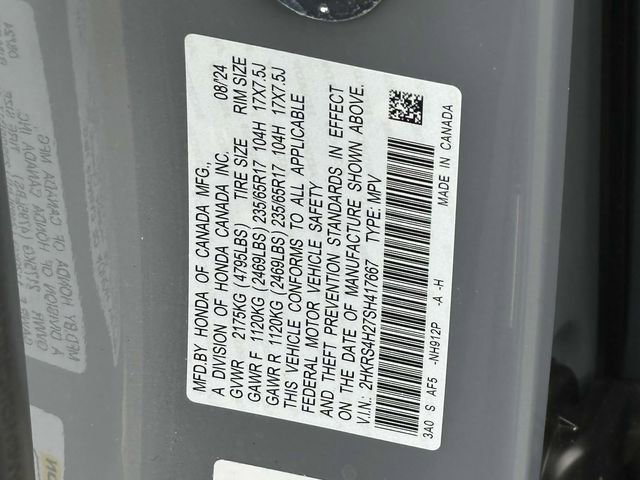 MFD.BY HONDA OF CANADA MFG., 08/'24
A DIVISION OF HONDA CANADA INC.
GVWR 2175KG (4795LBS) TIRE SIZE RIM SIZE
GAWR F 1120KG (2469LBS) 235/65R17 104H 17X7.5J
GAWR R 1120KG (2469LBS) 235/65R17 104H 17X7.5J
THIS VEHICLE CONFORMS TO ALL APPLICABLE
FEDERAL MOTOR VEHICLE SAFETY
AND THEFT PREVENTION STANDARDS IN EFFECT
ON THE DATE OF MANUFACTURE SHOWN ABOVE.
V.I.N.: 2HKRS4H27SH417667 TYPE: MPV
3A0 S AF5 -NH912P -A -H MADE IN CANADA